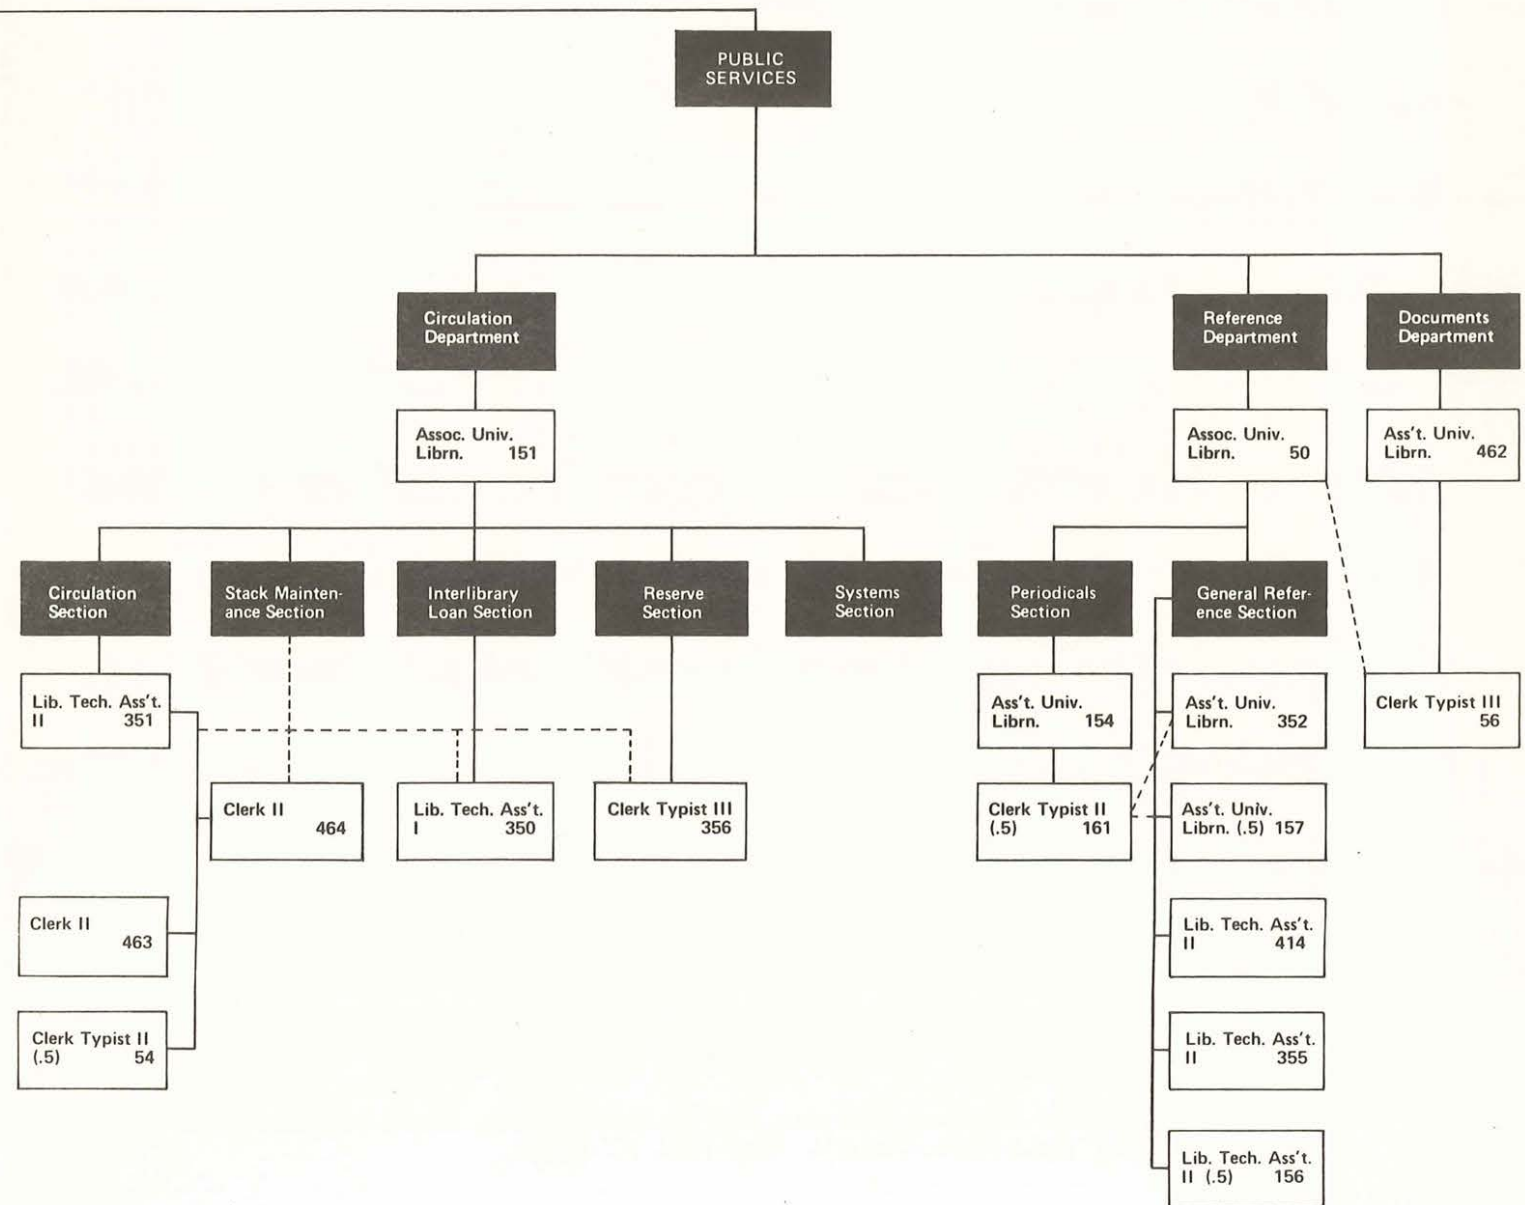 PUBLIC
SERVICES
Circulation
Department
Reference
Department
Documents
Department
Assoc. Univ.
Librn. 151
Assoc. Univ.
Librn. 50
Ass't. Univ.
Librn. 462
Circulation
Section
Stack Mainten-
ance Section
Interlibrary
Loan Section
Reserve
Section
Systems
Section
Periodicals
Section
General Refer-
ence Section
Lib. Tech. Ass't.
II 351
Ass't. Univ.
Librn. 154
Ass't. Univ.
Librn. 352
Clerk Typist III
56
Clerk II
464
Lib. Tech. Ass't.
I 350
Clerk Typist III
356
Clerk Typist II
(.5) 161
Ass't. Univ.
Librn. (.5) 157
Clerk II
463
Lib. Tech. Ass't.
II 414
Clerk Typist II
(.5) 54
Lib. Tech. Ass't.
II 355
Lib. Tech. Ass't.
II (.5) 156